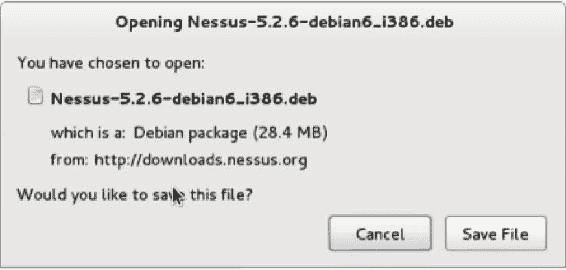 Opening Nessus-5.2.6-debian6_i386.deb
You have chosen to open:
Nessus-5.2.6-debian6_i386.deb
which is a: Debian package (28.4 MB)
from: http://downloads.nessus.org
Would you like to save this file?
Cancel
Save File